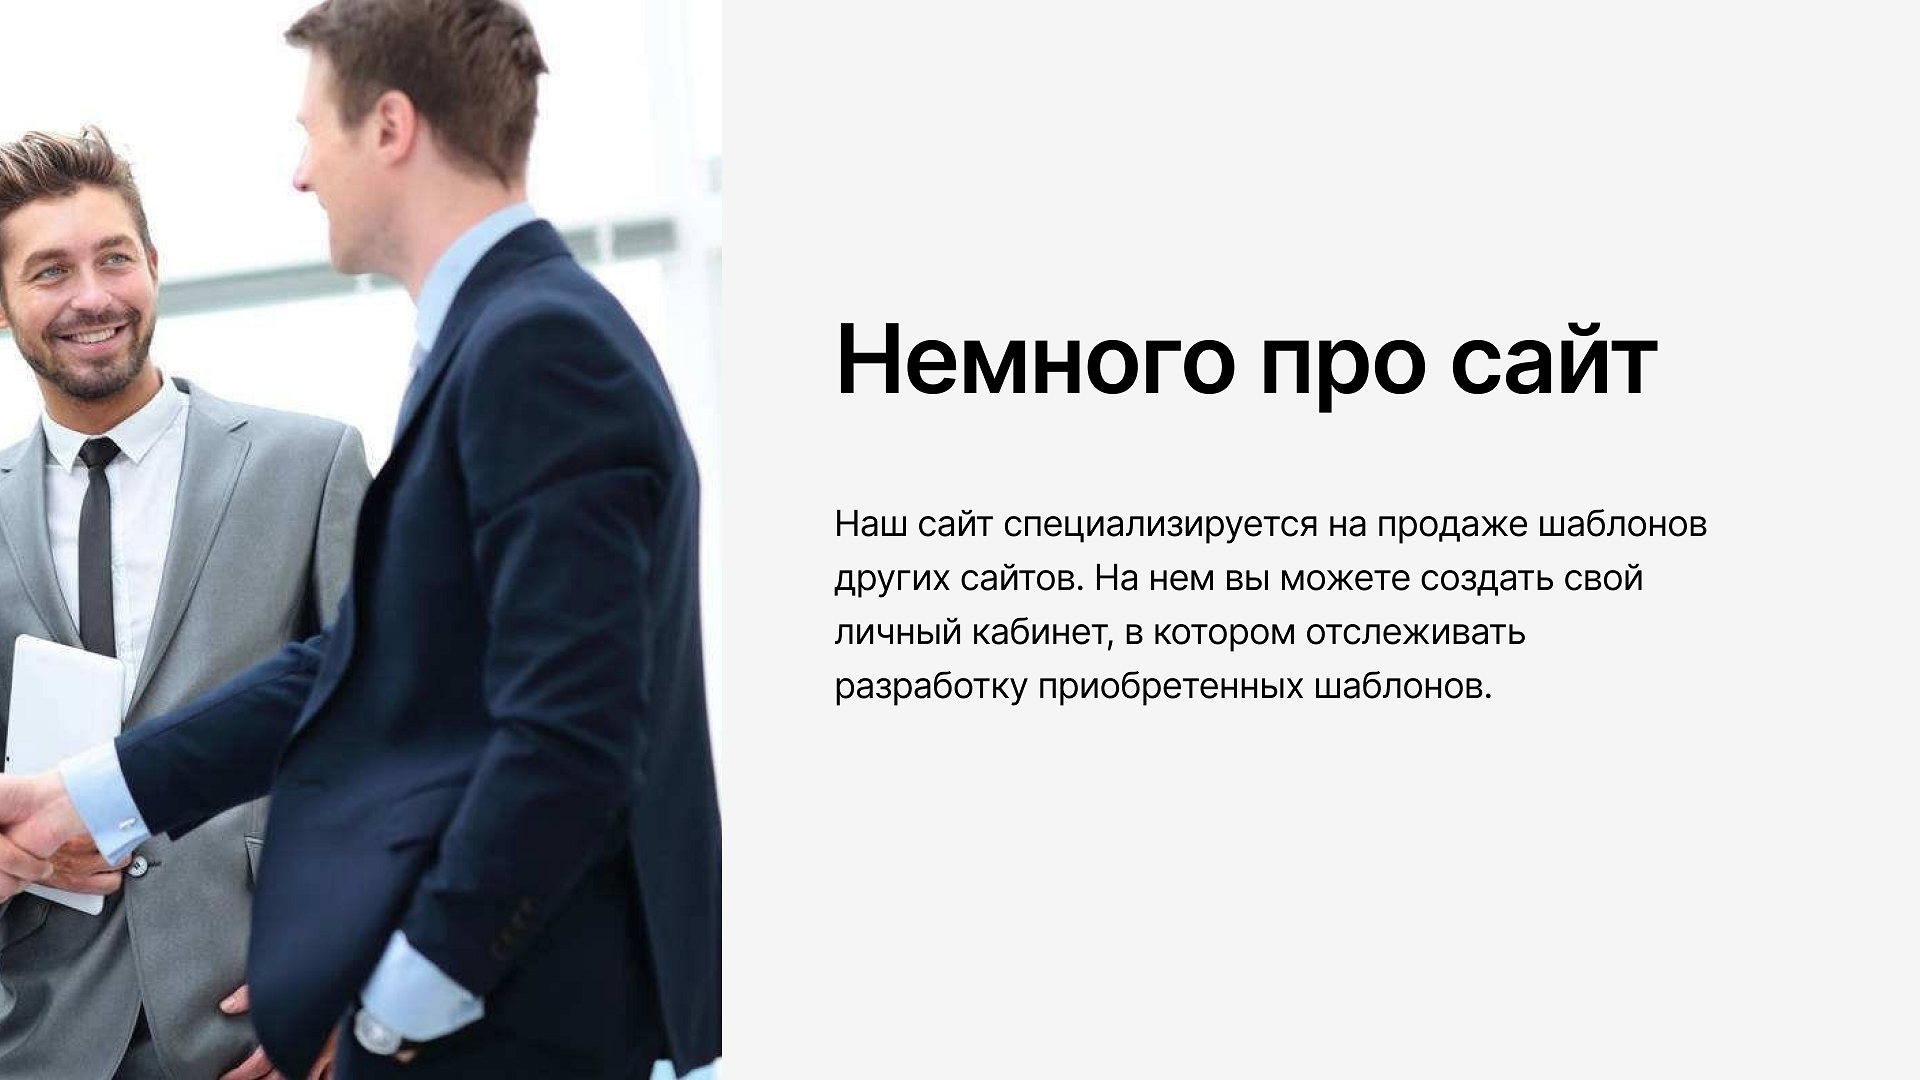 Немного про сайт
Наш сайт специализируется на продаже шаблонов
других сайтов. На нем вы можете создать свой
личный кабинет, в котором отслеживать
разработку приобретенных шаблонов.